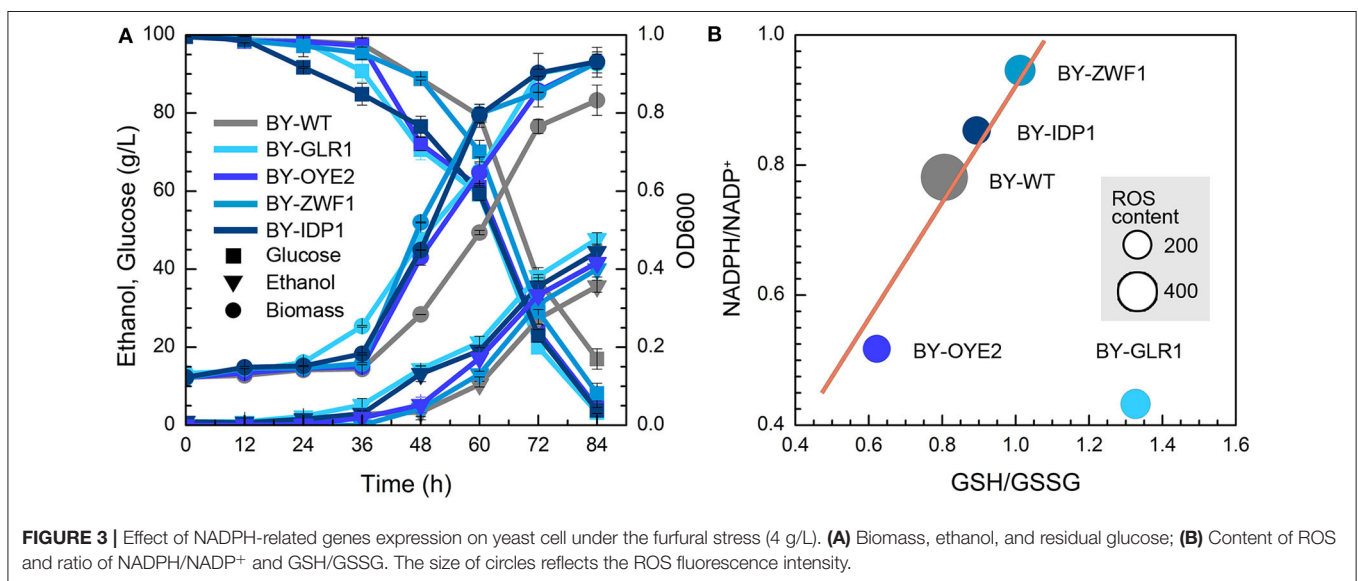 A
Ethanol, Glucose (g/L)
100
80
60
40
20
0
BY-WT
BY-GLR1
BY-OYE2
BY-ZWF1
BY-IDP1
Glucose
Ethanol
Biomass
1.0
0.8
0.6
0.4
0.2
0.0
OD600
0 12 24 36 48 60 72 84
Time (h)
B
NADPH/NADP⁺
1.0
0.8
0.6
0.4
BY-ZWF1
BY-IDP1
BY-WT
BY-OYE2
BY-GLR1
ROS
content
200
400
0.4 0.6 0.8 1.0 1.2 1.4 1.6
GSH/GSSG
FIGURE 3 | Effect of NADPH-related genes expression on yeast cell under the furfural stress (4 g/L). (A) Biomass, ethanol, and residual glucose; (B) Content of ROS
and ratio of NADPH/NADP⁺ and GSH/GSSG. The size of circles reflects the ROS fluorescence intensity.